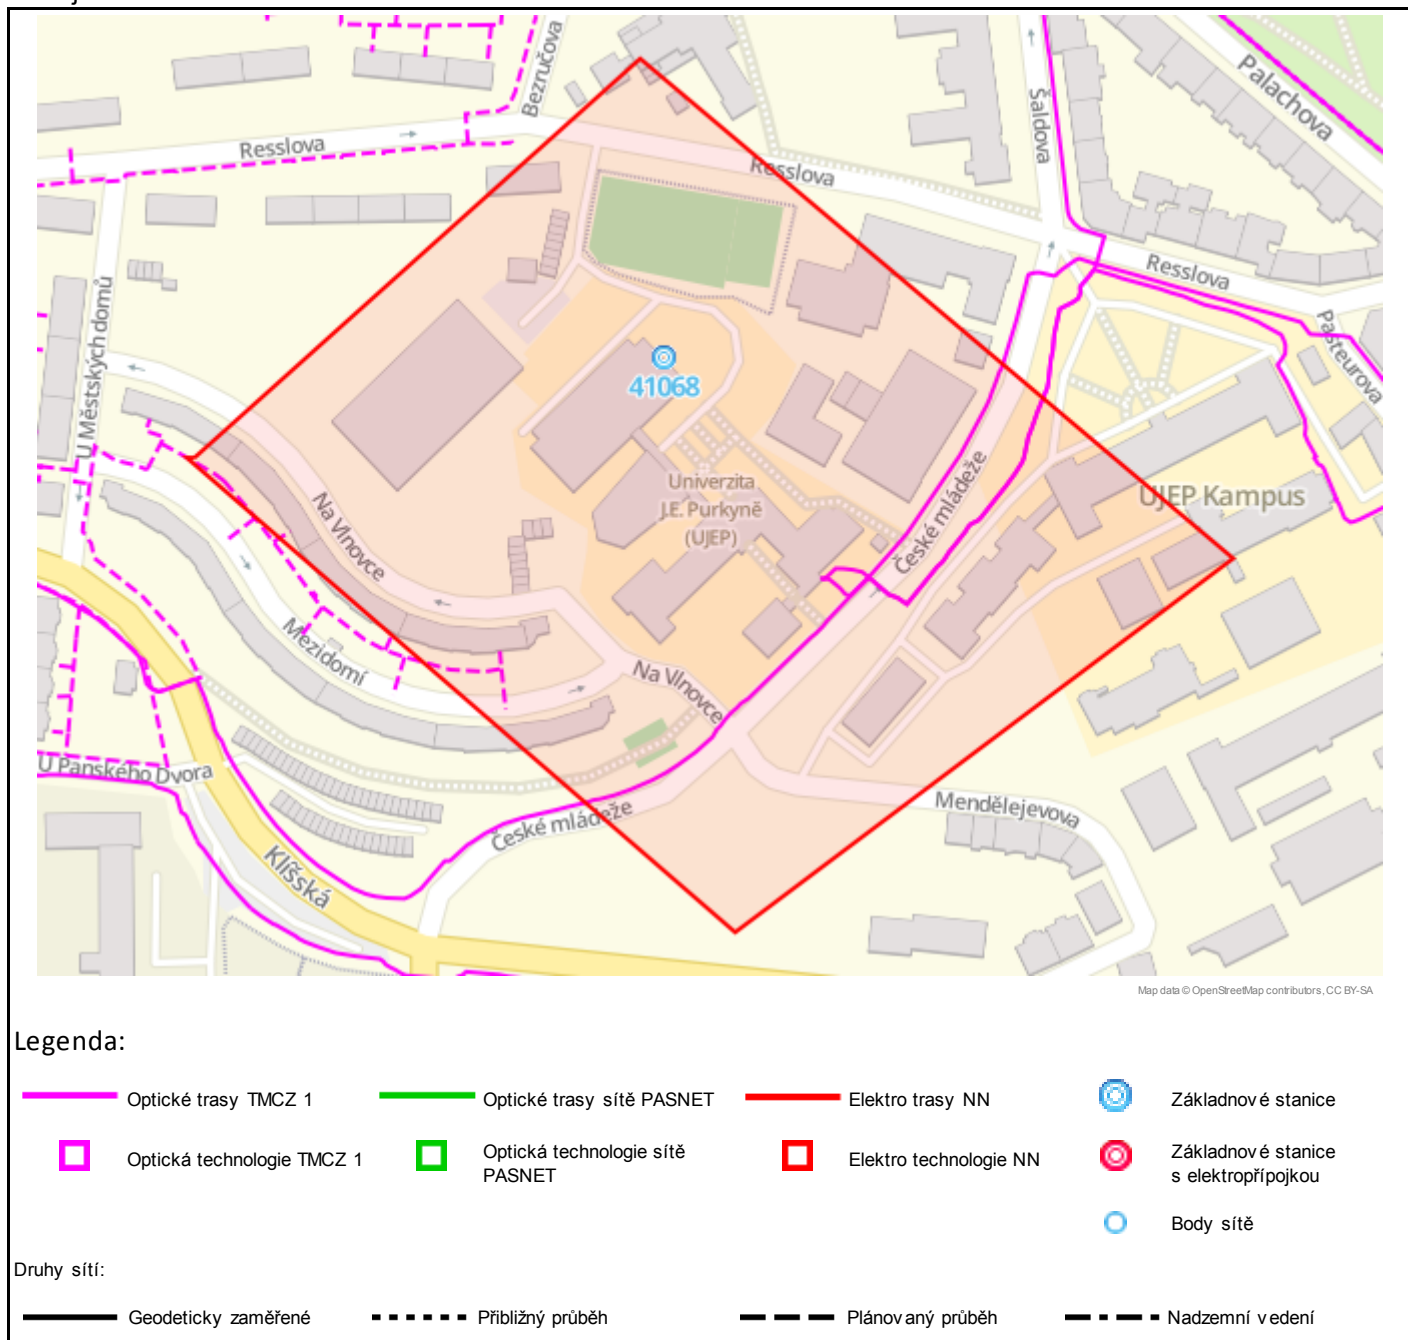 Bezručova
Palachova
Šaldova
Resslova
Resslova
Resslova
Pasteurova
U Městských domů
41068
Univerzita
J.E. Purkyně
(UJEP)
UJEP Kampus
České mládeže
Na Vlnovce
Mezidomí
Na Vlnovce
U Panského Dvora
České mládeže
Mendělejevova
Klíšská
Map data © OpenStreetMap contributors, CC BY-SA
Legenda:
Optické trasy TMCZ 1
Optické trasy sítě PASNET
Elektro trasy NN
Základnové stanice
Optická technologie TMCZ 1
Optická technologie sítě
PASNET
Elektro technologie NN
Základnové stanice
s elektropřípojkou
Body sítě
Druhy sítí:
Geodeticky zaměřené
Přibližný průběh
Plánovaný průběh
Nadzemní vedení